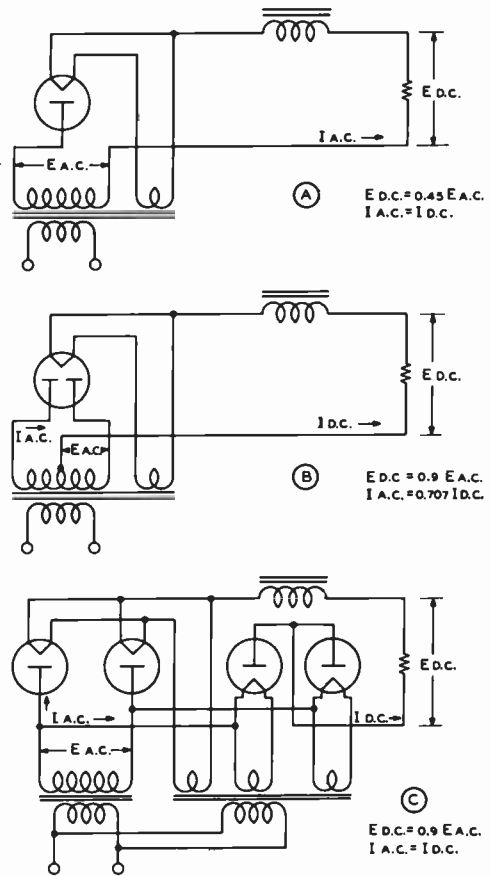 E D.C.
I A.C.
E A.C.
A
E D.C.= 0.45 E A.C.
I A.C.= I D.C.
E D.C.
I A.C.
E A.C.
I D.C.
B
E D.C = 0.9 E A.C.
I A.C.= 0.707 I D.C.
E D.C.
I A.C.
I D.C.
E A.C.
C
E D.C.= 0.9 E A.C.
I A.C.= I D.C.